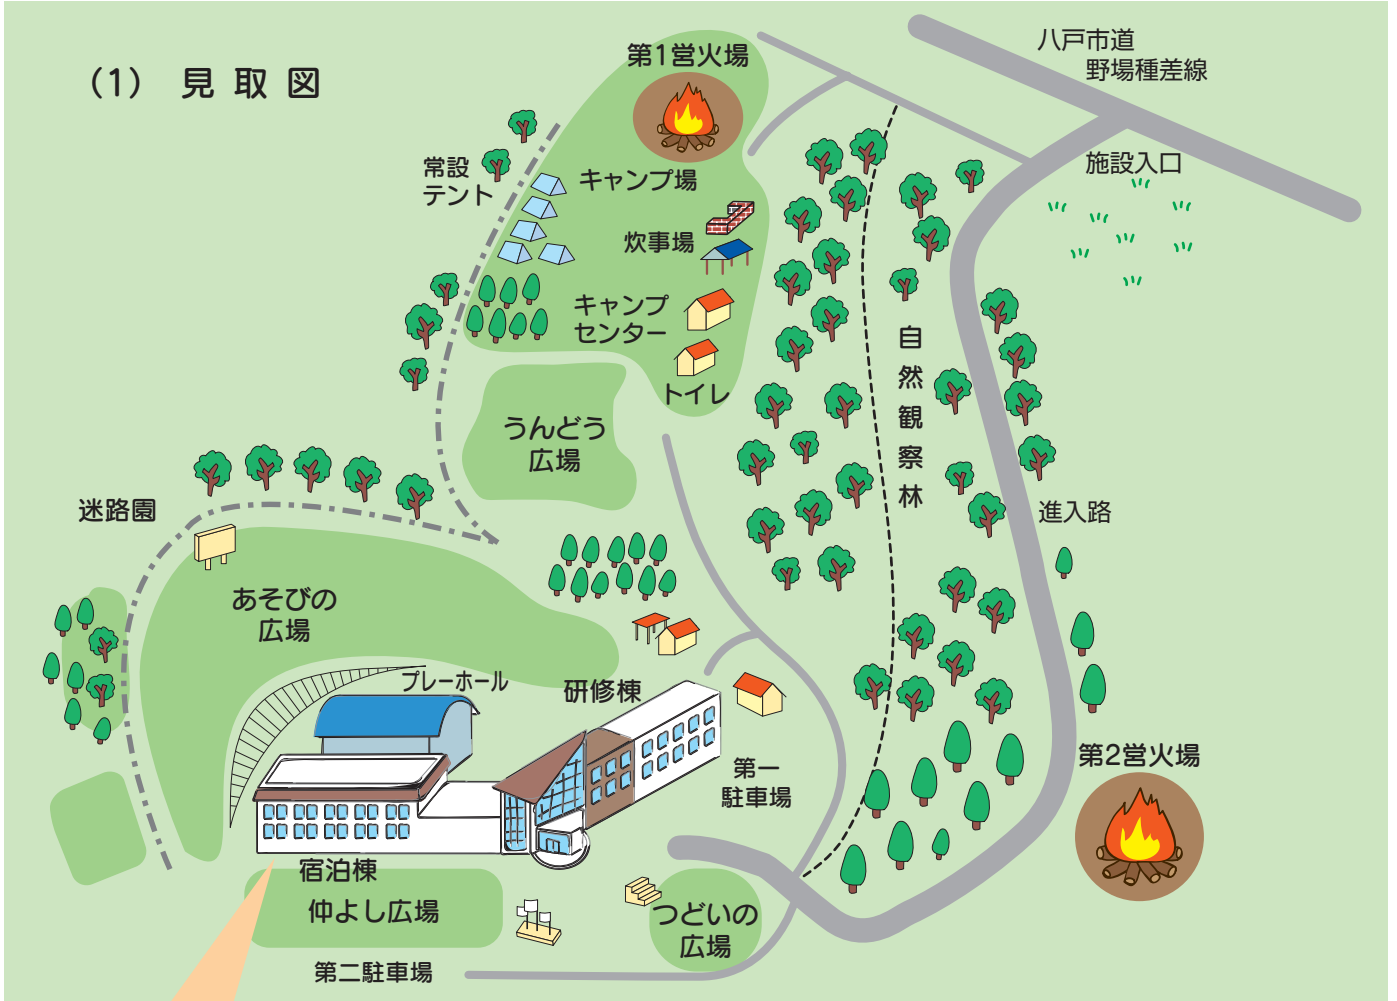 (1) 見取図
第1営火場
八戸市道
野場種差線
施設入口
常設
テント
キャンプ場
炊事場
キャンプ
センター
トイレ
自然観察林
うんどう
広場
迷路園
進入路
あそびの
広場
プレーホール
研修棟
第一
駐車場
第2営火場
宿泊棟
仲よし広場
つどいの
広場
第二駐車場